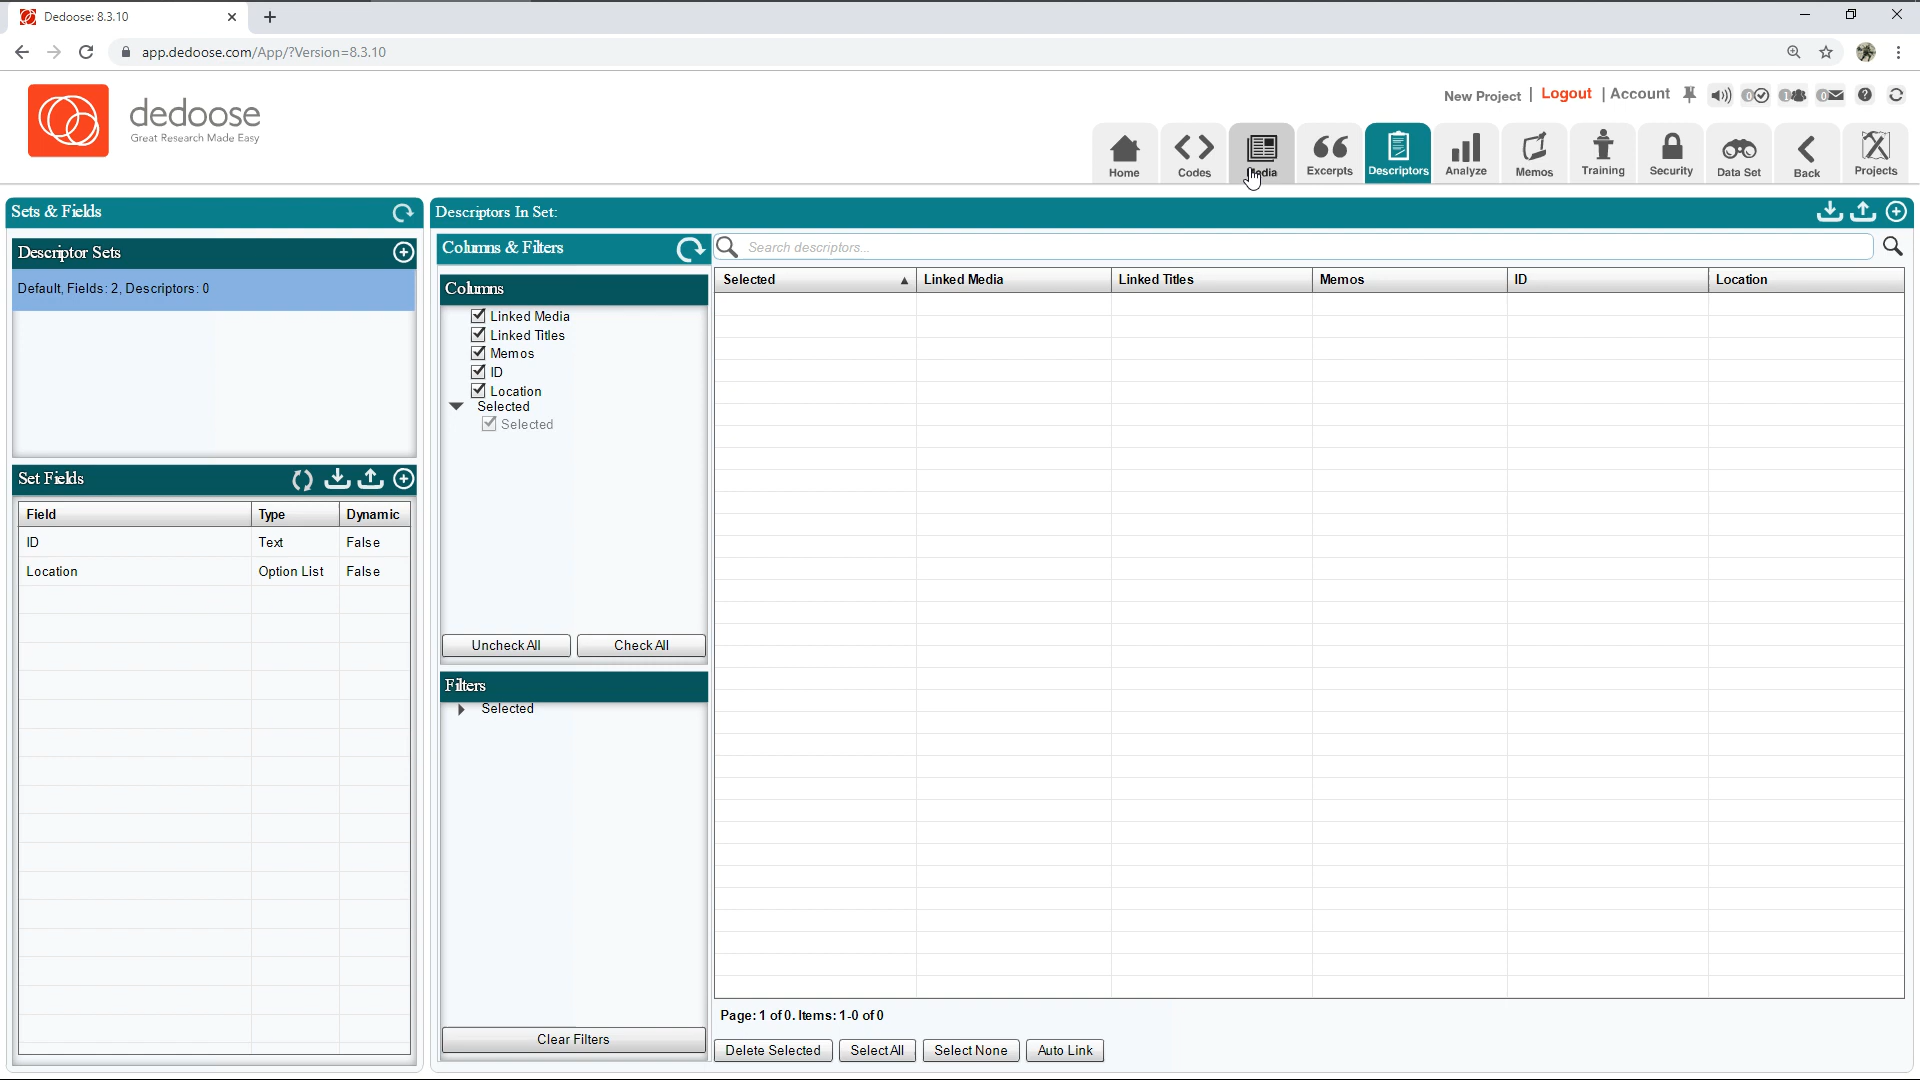 Dedoose: 8.3.10
app.dedoose.com/App/?Version=8.3.10
dedoose
Great Research Made Easy
New Project | Logout | Account
Home
Codes
Excerpts
Descriptors
Analyze
Memos
Training
Security
Data Set
Back
Projects
Sets & Fields
Descriptor Sets
Default, Fields: 2, Descriptors: 0
Set Fields
Field Type Dynamic
ID Text False
Location Option List False
Descriptors In Set:
Columns & Filters
Columns
Linked Media
Linked Titles
Memos
ID
Location
Selected
Selected
Uncheck All Check All
Filters
Selected
Clear Filters
Search descriptors...
Selected Linked Media Linked Titles Memos ID Location
Page: 1 of 0. Items: 1-0 of 0
Delete Selected Select All Select None Auto Link